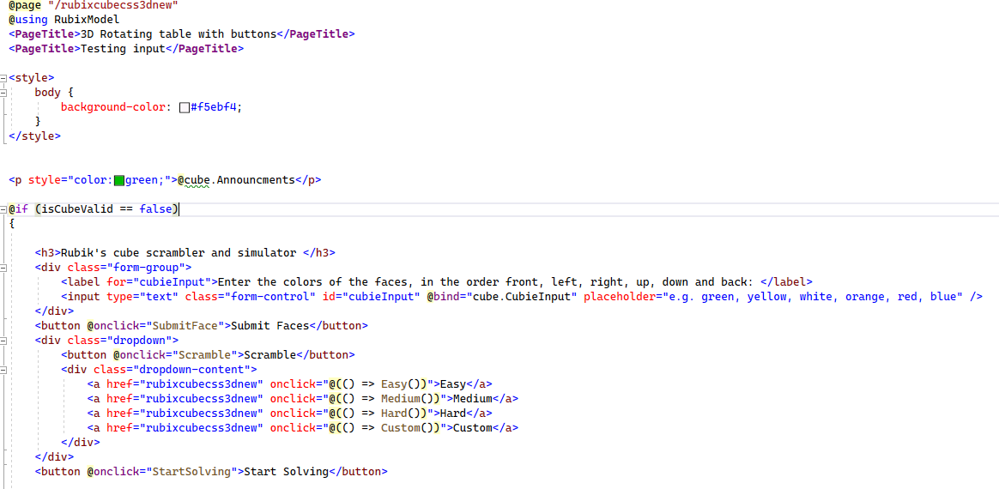 @page "/rubixcubecss3dnew"
@using RubixModel
<PageTitle>3D Rotating table with buttons</PageTitle>
<PageTitle>Testing input</PageTitle>
<style>
body {
background-color: #f5ebf4;
}
</style>
<p style="color:green;">@cube.Announcments</p>
@if (isCubeValid == false)
{
<h3>Rubik's cube scrambler and simulator </h3>
<div class="form-group">
<label for="cubieInput">Enter the colors of the faces, in the order front, left, right, up, down and back: </label>
<input type="text" class="form-control" id="cubieInput" @bind="cube.CubieInput" placeholder="e.g. green, yellow, white, orange, red, blue" />
</div>
<button @onclick="SubmitFace">Submit Faces</button>
<div class="dropdown">
<button @onclick="Scramble">Scramble</button>
<div class="dropdown-content">
<a href="rubixcubecss3dnew" onclick="@(() => Easy())">Easy</a>
<a href="rubixcubecss3dnew" onclick="@(() => Medium())">Medium</a>
<a href="rubixcubecss3dnew" onclick="@(() => Hard())">Hard</a>
<a href="rubixcubecss3dnew" onclick="@(() => Custom())">Custom</a>
</div>
</div>
<button @onclick="StartSolving">Start Solving</button>